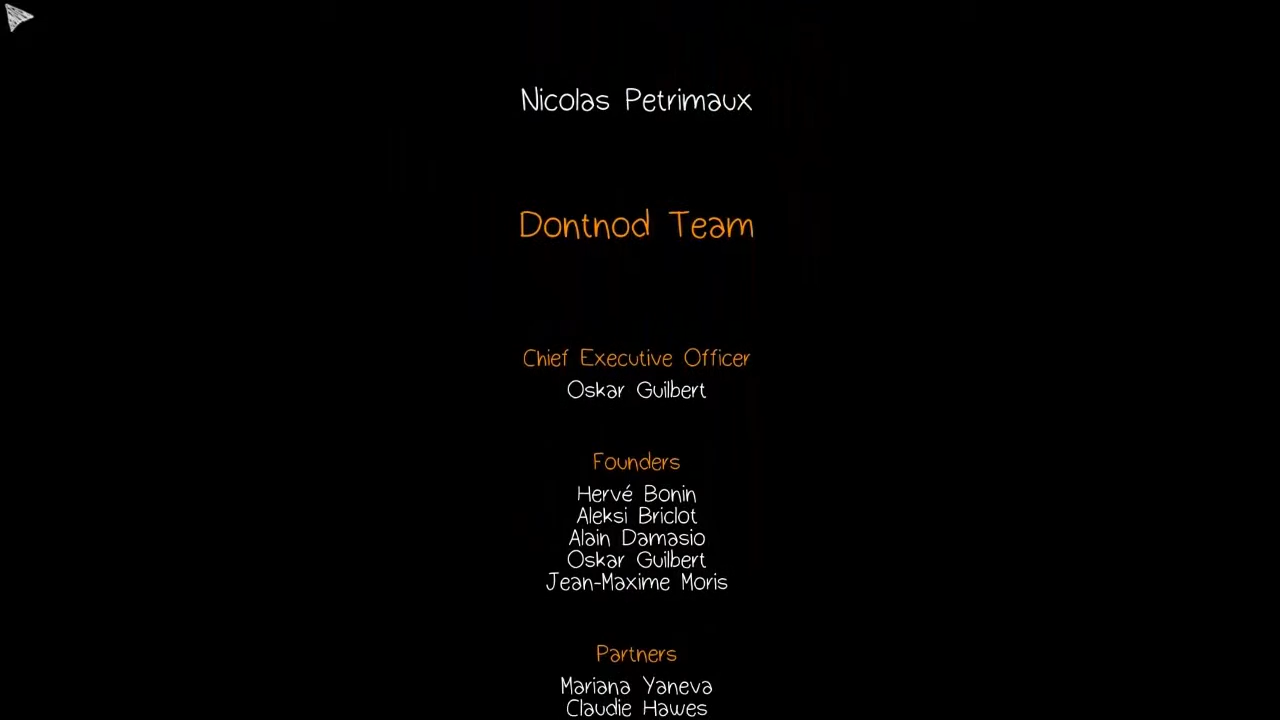 Nicolas Petrimaux
Dontnod Team
Chief Executive Officer
Oskar Guilbert
Founders
Hervé Bonin
Aleksi Briclot
Alain Damasio
Oskar Guilbert
Jean-Maxime Moris
Partners
Mariana Yaneva
Claudie Hawes